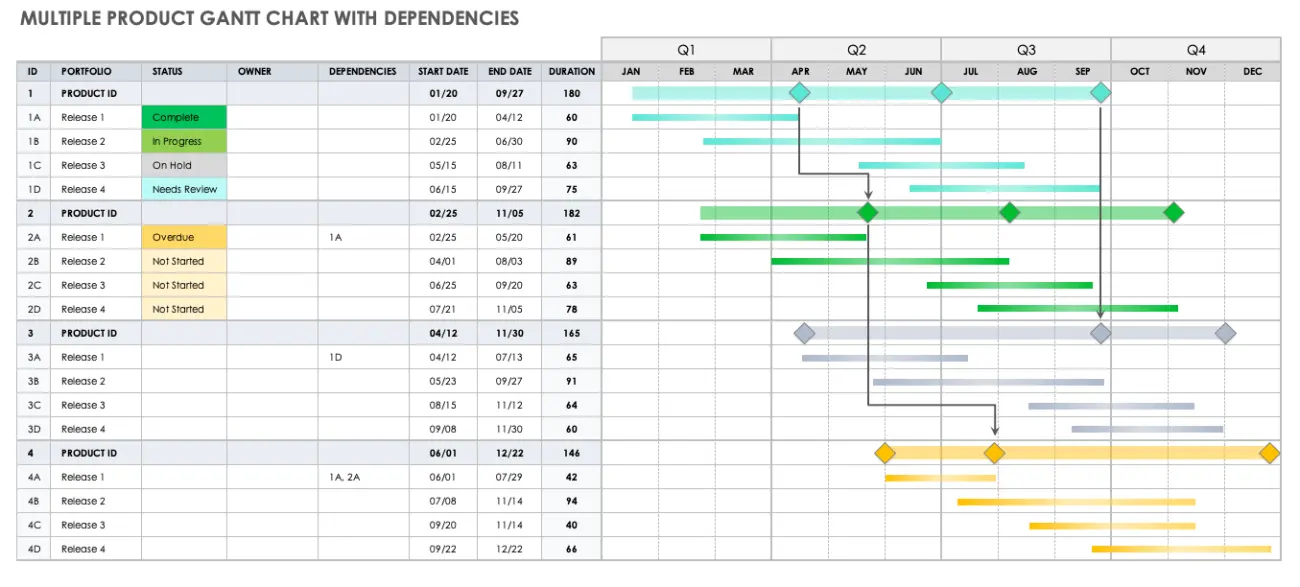 MULTIPLE PRODUCT GANTT CHART WITH DEPENDENCIES
Q1 Q2 Q3 Q4
ID PORTFOLIO STATUS OWNER DEPENDENCIES START DATE END DATE DURATION JAN FEB MAR APR MAY JUN JUL AUG SEP OCT NOV DEC
1 PRODUCT ID 01/20 09/27 180
1A Release 1 Complete 01/20 04/12 60
1B Release 2 In Progress 02/25 06/30 90
1C Release 3 On Hold 05/15 08/11 63
1D Release 4 Needs Review 06/15 09/27 75
2 PRODUCT ID 02/25 11/05 182
2A Release 1 Overdue 1A 02/25 05/20 61
2B Release 2 Not Started 04/01 08/03 89
2C Release 3 Not Started 06/25 09/20 63
2D Release 4 Not Started 07/21 11/05 78
3 PRODUCT ID 04/12 11/30 165
3A Release 1 1D 04/12 07/13 65
3B Release 2 05/23 09/27 91
3C Release 3 08/15 11/12 64
3D Release 4 09/08 11/30 60
4 PRODUCT ID 06/01 12/22 146
4A Release 1 1A, 2A 06/01 07/29 42
4B Release 2 07/08 11/14 94
4C Release 3 09/20 11/14 40
4D Release 4 09/22 12/22 66